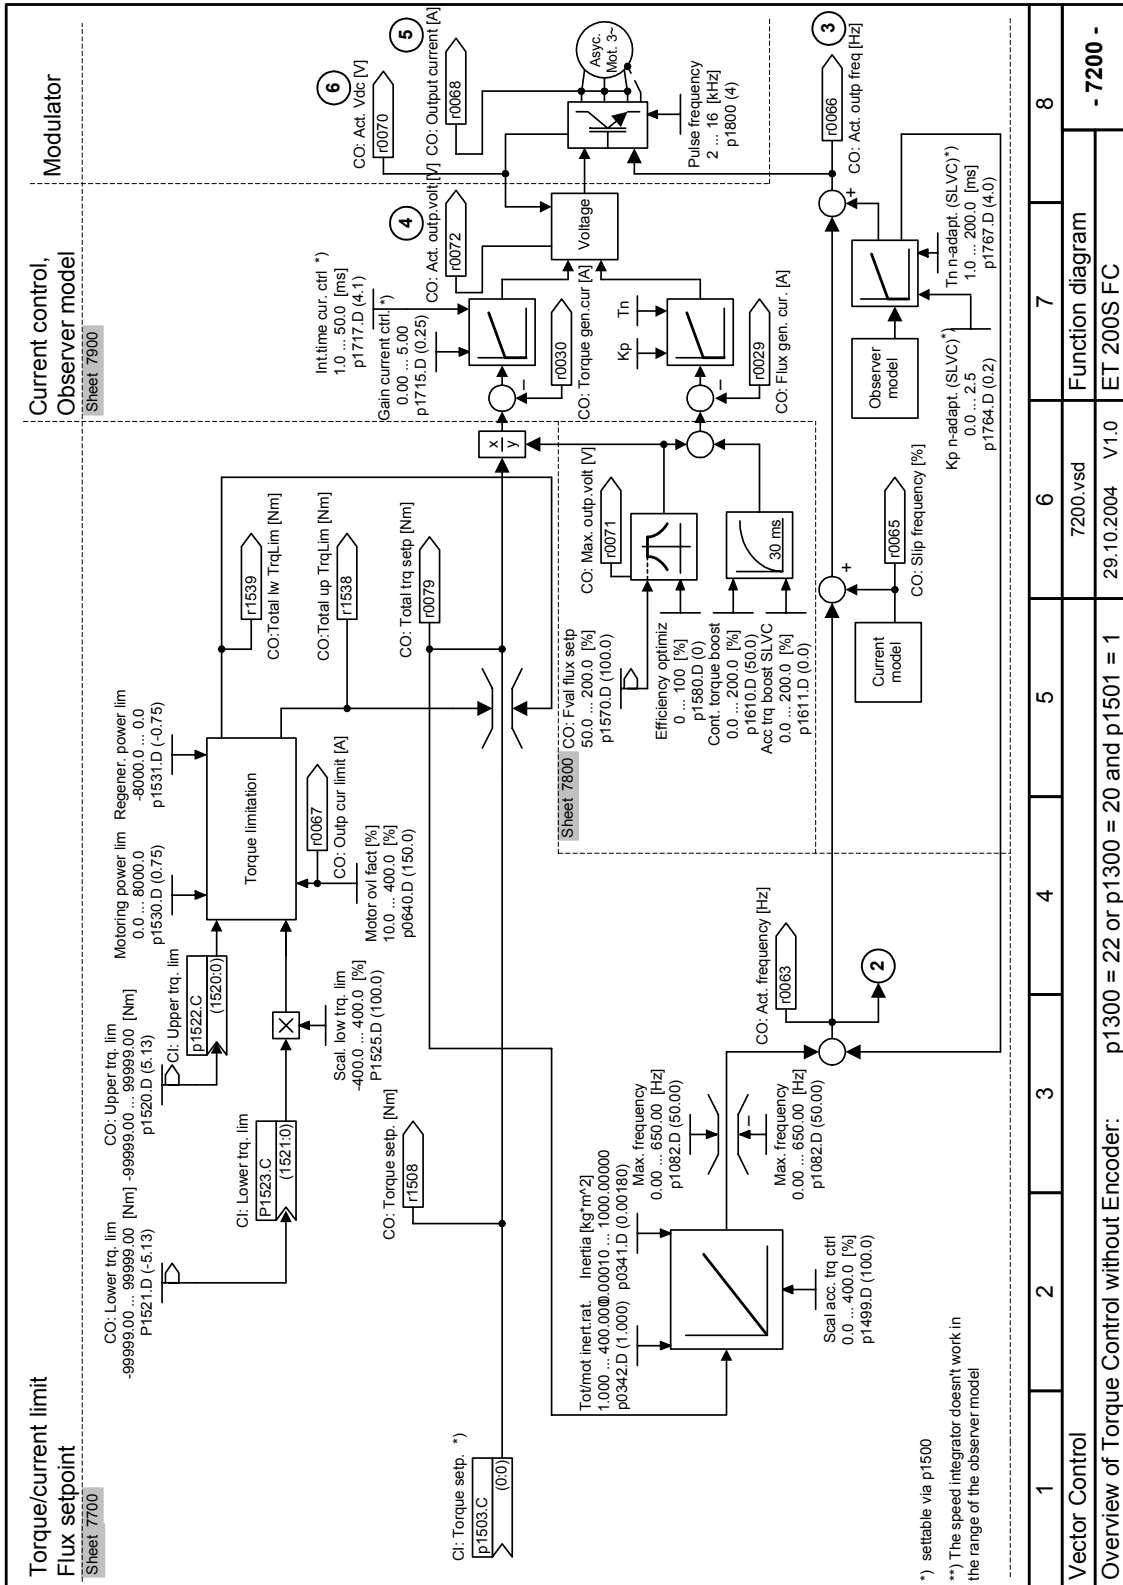 Torque/current limit
Flux setpoint
Sheet 7700
Current control,
Observer model
Sheet 7900
Modulator
CO: Lower trq. lim
-99999.00 ... 99999.00 [Nm]
P1521.D (-5.13)
CO: Upper trq. lim
-99999.00 ... 99999.00 [Nm]
p1520.D (5.13)
CI: Lower trq. lim
P1523.C
(1521:0)
CI: Upper trq. lim
p1522.C
(1520:0)
Scal. low trq. lim
-400.0 ... 400.0 [%]
P1525.D (100.0)
Motoring power lim
0.0 ... 8000.0
p1530.D (0.75)
Regener. power lim
-8000.0 ... 0.0
p1531.D (-0.75)
Torque limitation
r0067
CO: Outp cur limit [A]
Motor ovl fact [%]
10.0 ... 400.0 [%]
p0640.D (150.0)
r1539
CO:Total lw TrqLim [Nm]
r1538
CO:Total up TrqLim [Nm]
r0079
CO: Total trq setp [Nm]
CI: Torque setp. *)
p1503.C
(0:0)
CO: Torque setp. [Nm]
r1508
x
y
Int.time cur. ctrl *)
1.0 ... 50.0 [ms]
p1717.D (4.1)
Gain current ctrl. *)
0.00 ... 5.00
p1715.D (0.25)
–
r0030
CO: Torque gen.cur [A]
Kp
Tn
–
r0029
CO: Flux gen. cur. [A]
4
CO: Act. outp.volt [V]
r0072
Voltage
6
CO: Act. Vdc [V]
r0070
5
CO: Output current [A]
r0068
Asyc.
Mot. 3~
Pulse frequency
2 ... 16 [kHz]
p1800 (4)
Sheet 7800
CO: Fval flux setp
50.0 ... 200.0 [%]
p1570.D (100.0)
CO: Max. outp.volt [V]
r0071
Efficiency optimiz
0 ... 100 [%]
p1580.D (0)
Cont. torque boost
0.0 ... 200.0 [%]
p1610.D (50.0)
Acc trq boost SLVC
0.0 ... 200.0 [%]
p1611.D (0.0)
30 ms
Tot/mot inert.rat.
1.000 ... 400.000
p0342.D (1.000)
Inertia [kg*m^2]
0.00010 ... 1000.00000
p0341.D (0.00180)
Scal acc. trq ctrl
0.0 ... 400.0 [%]
p1499.D (100.0)
Max. frequency
0.00 ... 650.00 [Hz]
p1082.D (50.00)
–
Max. frequency
0.00 ... 650.00 [Hz]
p1082.D (50.00)
CO: Act. frequency [Hz]
r0063
2
Current
model
+
r0065
CO: Slip frequency [%]
Observer
model
Kp n-adapt. (SLVC)*)
0.0 ... 2.5
p1764.D (0.2)
Tn n-adapt. (SLVC)*)
1.0 ... 200.0 [ms]
p1767.D (4.0)
+
3
r0066
CO: Act. outp freq [Hz]
*) settable via p1500
**) The speed integrator doesn't work in
the range of the observer model
1 2 3 4 5 6 7 8
Vector Control
7200.vsd
Function diagram
- 7200 -
Overview of Torque Control without Encoder: p1300 = 22 or p1300 = 20 and p1501 = 1
29.10.2004 V1.0
ET 200S FC